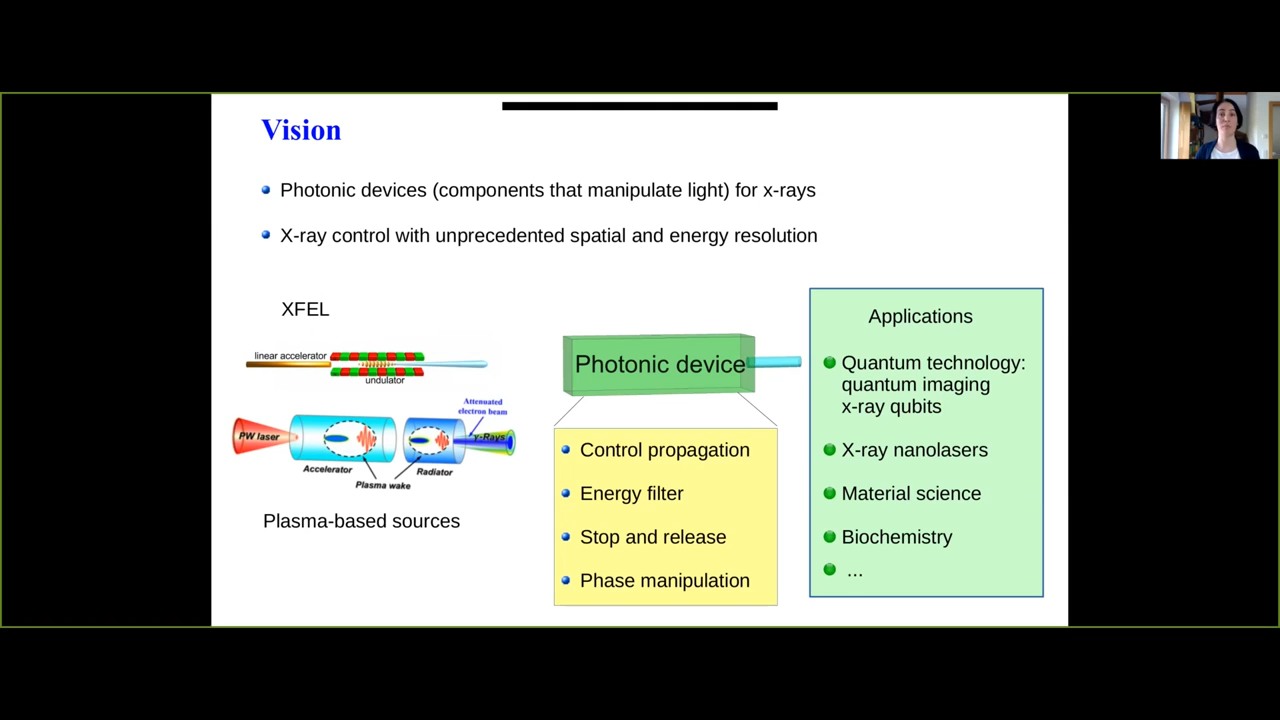 Vision
Photonic devices (components that manipulate light) for x-rays
X-ray control with unprecedented spatial and energy resolution
XFEL
linear accelerator
undulator
Attenuated
electron beam
PW laser
γ-Rays
Accelerator
Radiator
Plasma wake
Plasma-based sources
Photonic device
Control propagation
Energy filter
Stop and release
Phase manipulation
Applications
Quantum technology:
quantum imaging
x-ray qubits
X-ray nanolasers
Material science
Biochemistry
...